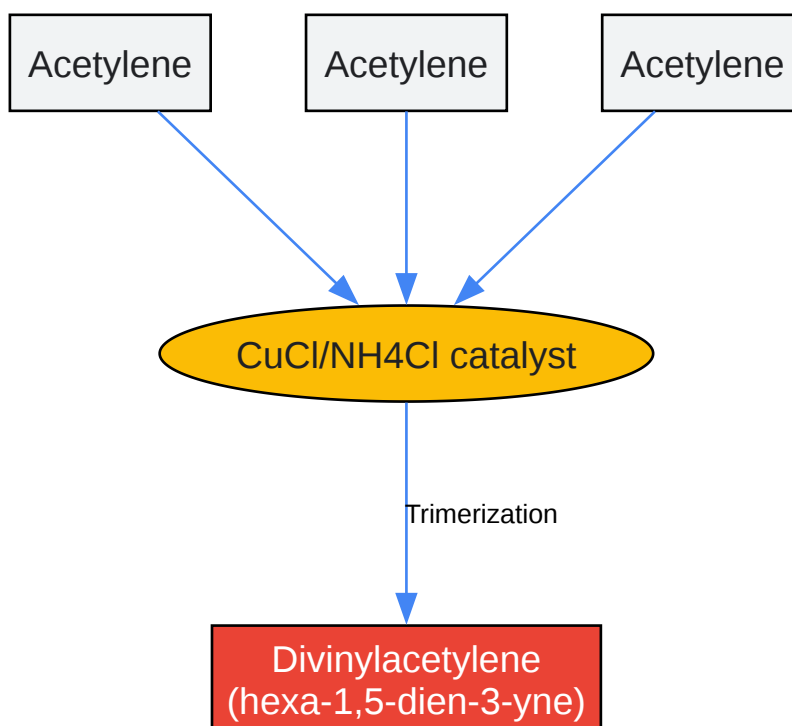 Acetylene
Acetylene
Acetylene
CuCl/NH4Cl catalyst
Trimerization
Divinylacetylene
(hexa-1,5-dien-3-yne)